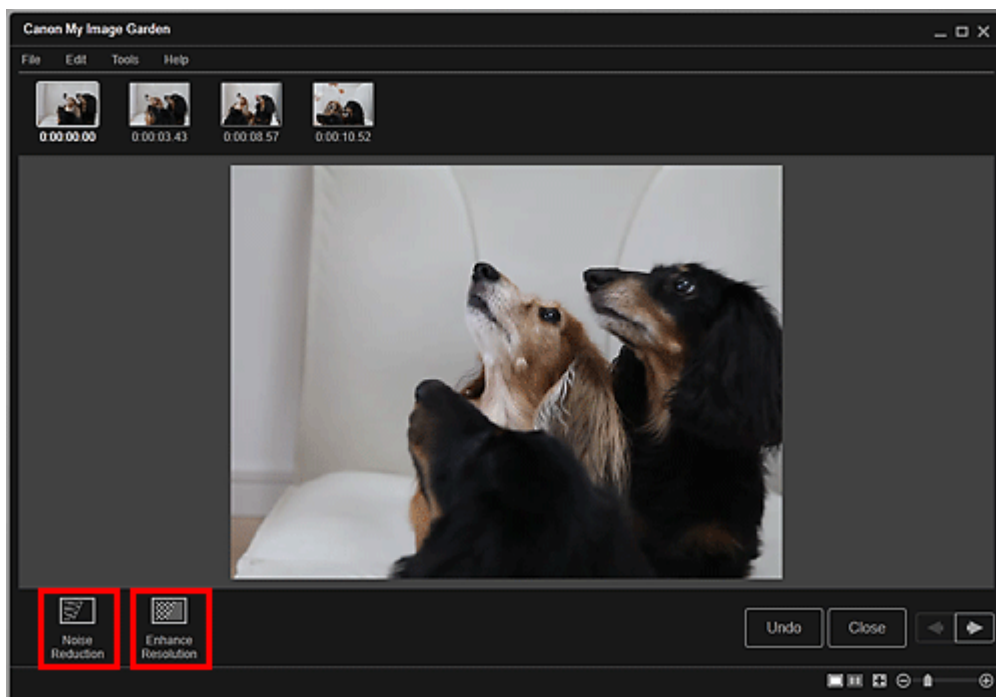 Canon My Image Garden
File Edit Tools Help
0:00:00.00 0:00:03.43 0:00:08.57 0:00:10.52
Noise
Reduction
Enhance
Resolution
Undo Close